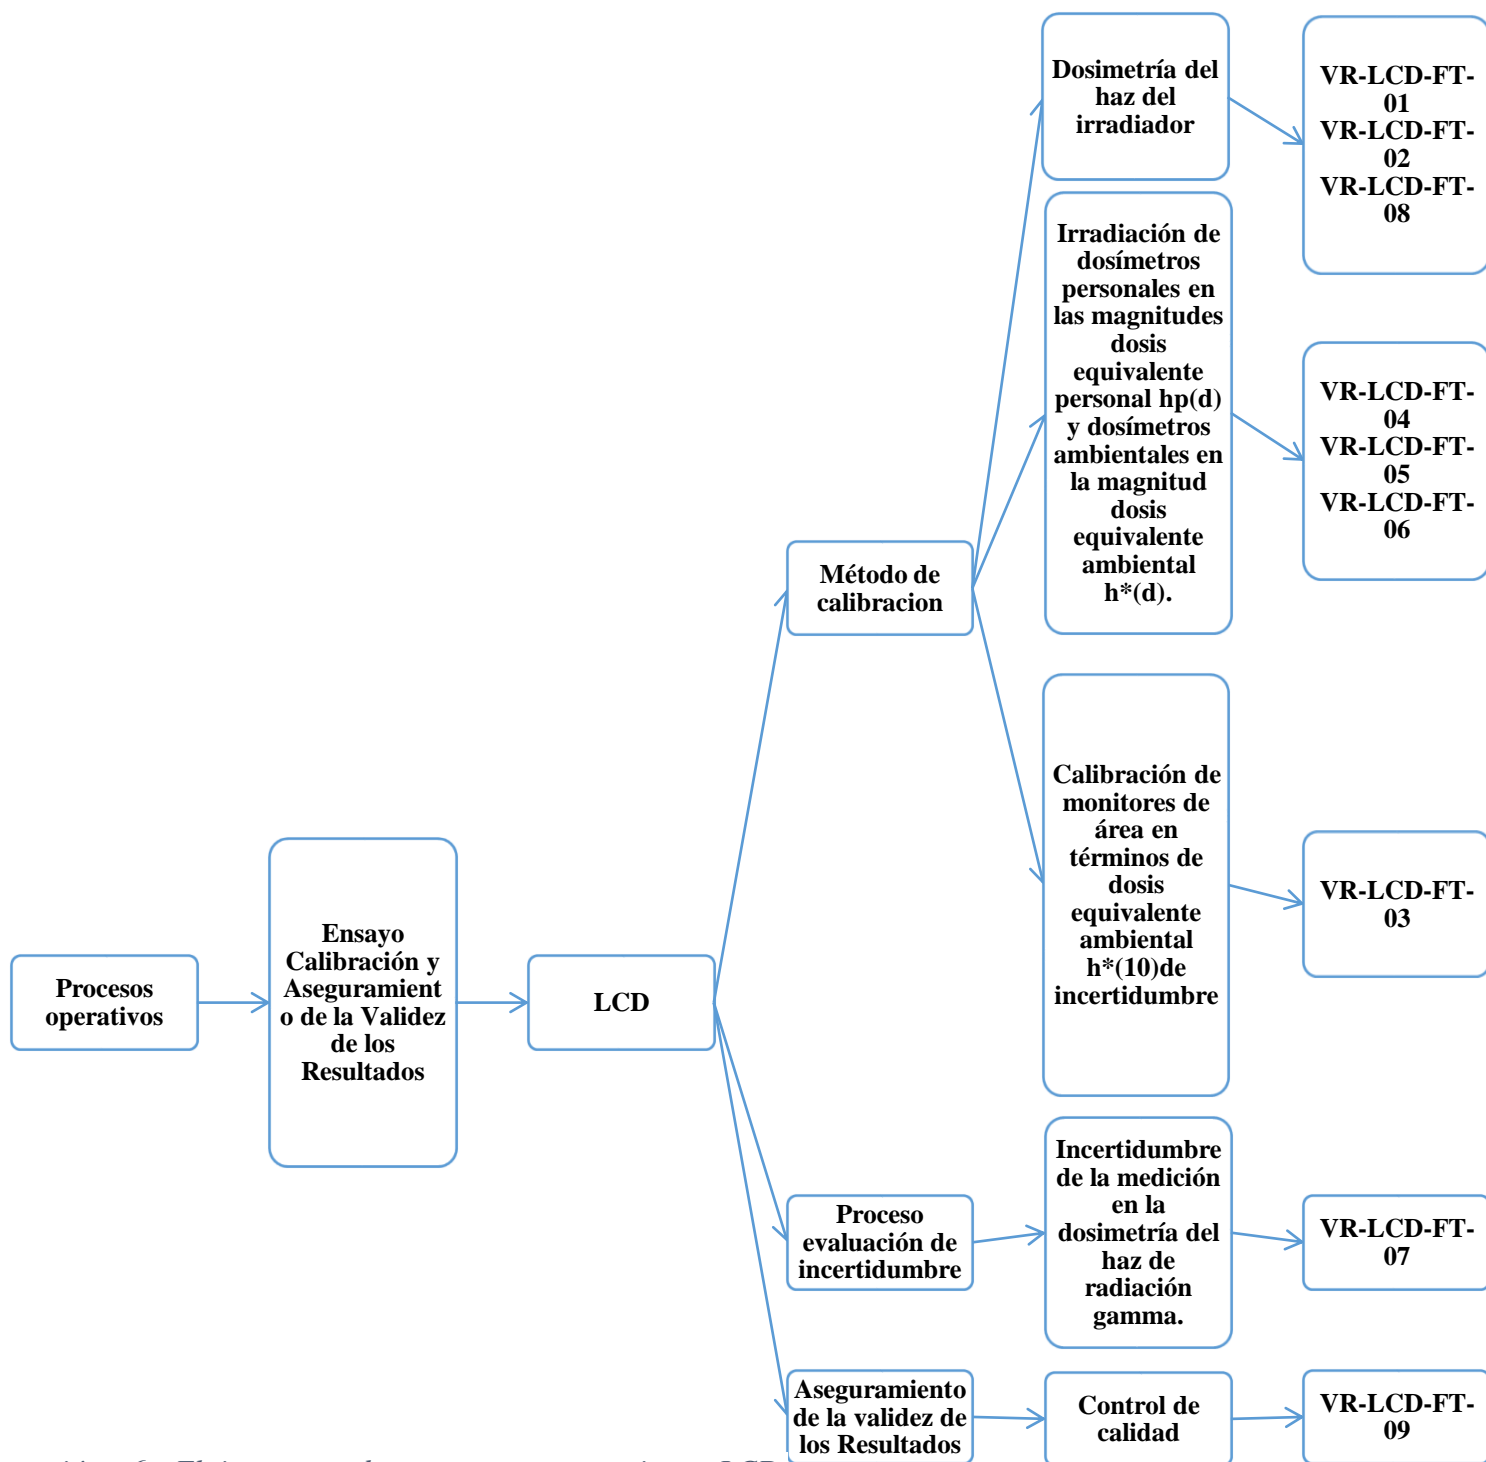 Procesos
operativos
Ensayo
Calibración y
Aseguramient
o de la Validez
de los
Resultados
LCD
Método de
calibracion
Dosimetría del
haz del
irradiador
VR-LCD-FT-
01
VR-LCD-FT-
02
VR-LCD-FT-
08
Irradiación de
dosímetros
personales en
las magnitudes
dosis
equivalente
personal hp(d)
y dosímetros
ambientales en
la magnitud
dosis
equivalente
ambiental
h*(d).
VR-LCD-FT-
04
VR-LCD-FT-
05
VR-LCD-FT-
06
Calibración de
monitores de
área en
términos de
dosis
equivalente
ambiental
h*(10)de
incertidumbre
VR-LCD-FT-
03
Proceso
evaluación de
incertidumbre
Incertidumbre
de la medición
en la
dosimetría del
haz de
radiación
gamma.
VR-LCD-FT-
07
Aseguramiento
de la validez de
los Resultados
Control de
calidad
VR-LCD-FT-
09